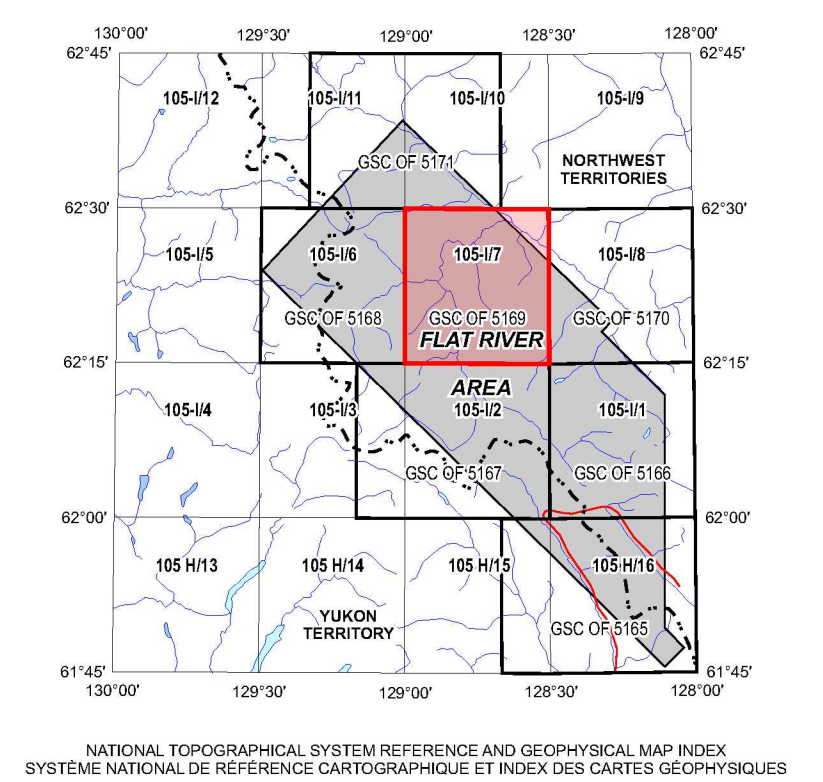 130°00' 129°30' 129°00' 128°30' 128°00'
62°45' 62°45'
105-I/12 105-I/11 105-I/10 105-I/9
GSC OF 5171
NORTHWEST
TERRITORIES
62°30' 62°30'
105-I/5 105-I/6 105-I/7 105-I/8
GSC OF 5168 GSC OF 5169 GSC OF 5170
FLAT RIVER
62°15' 62°15'
AREA
105-I/4 105-I/3 105-I/2 105-I/1
GSC OF 5167 GSC OF 5166
62°00' 62°00'
105 H/13 105 H/14 105 H/15 105 H/16
YUKON
TERRITORY
GSC OF 5165
61°45' 61°45'
130°00' 129°30' 129°00' 128°30' 128°00'
NATIONAL TOPOGRAPHICAL SYSTEM REFERENCE AND GEOPHYSICAL MAP INDEX
SYSTÈME NATIONAL DE RÉFÉRENCE CARTOGRAPHIQUE ET INDEX DES CARTES GÉOPHYSIQUES